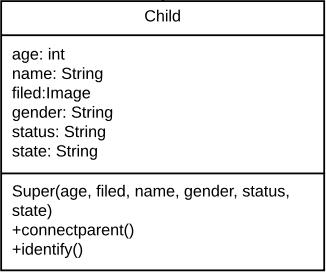 Child
age: int
name: String
filed:Image
gender: String
status: String
state: String
Super(age, filed, name, gender, status,
state)
+connectparent()
+identify()